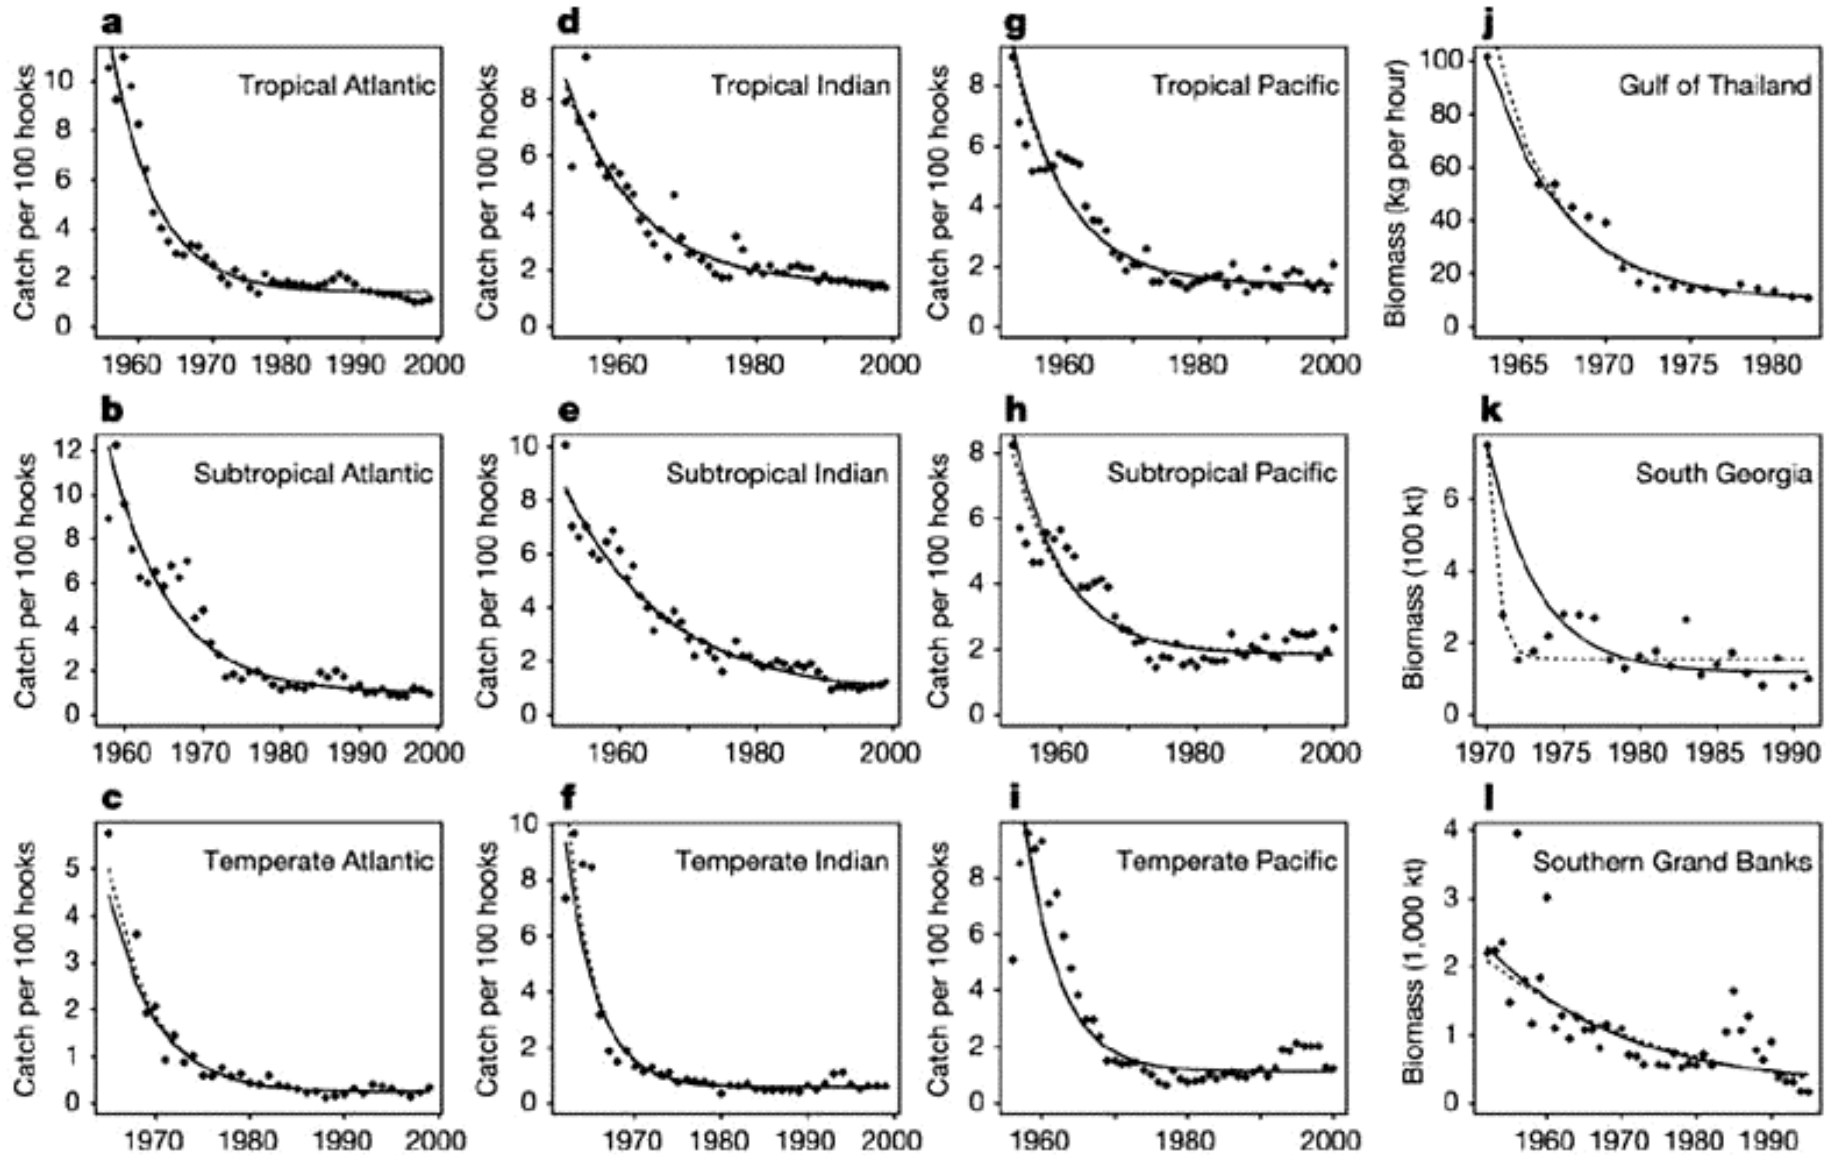 a
Catch per 100 hooks
Tropical Atlantic
10
8
6
4
2
0
1960 1970 1980 1990 2000
d
Catch per 100 hooks
Tropical Indian
8
6
4
2
0
1960 1980 2000
g
Catch per 100 hooks
Tropical Pacific
8
6
4
2
0
1960 1980 2000
j
Biomass (kg per hour)
Gulf of Thailand
100
80
60
40
20
0
1965 1970 1975 1980
b
Catch per 100 hooks
Subtropical Atlantic
12
10
8
6
4
2
0
1960 1970 1980 1990 2000
e
Catch per 100 hooks
Subtropical Indian
10
8
6
4
2
0
1960 1980 2000
h
Catch per 100 hooks
Subtropical Pacific
8
6
4
2
0
1960 1980 2000
k
Biomass (100 kt)
South Georgia
6
4
2
0
1970 1975 1980 1985 1990
c
Catch per 100 hooks
Temperate Atlantic
5
4
3
2
1
0
1970 1980 1990 2000
f
Catch per 100 hooks
Temperate Indian
10
8
6
4
2
0
1970 1980 1990 2000
i
Catch per 100 hooks
Temperate Pacific
8
6
4
2
0
1960 1980 2000
l
Biomass (1,000 kt)
Southern Grand Banks
4
3
2
1
0
1960 1970 1980 1990